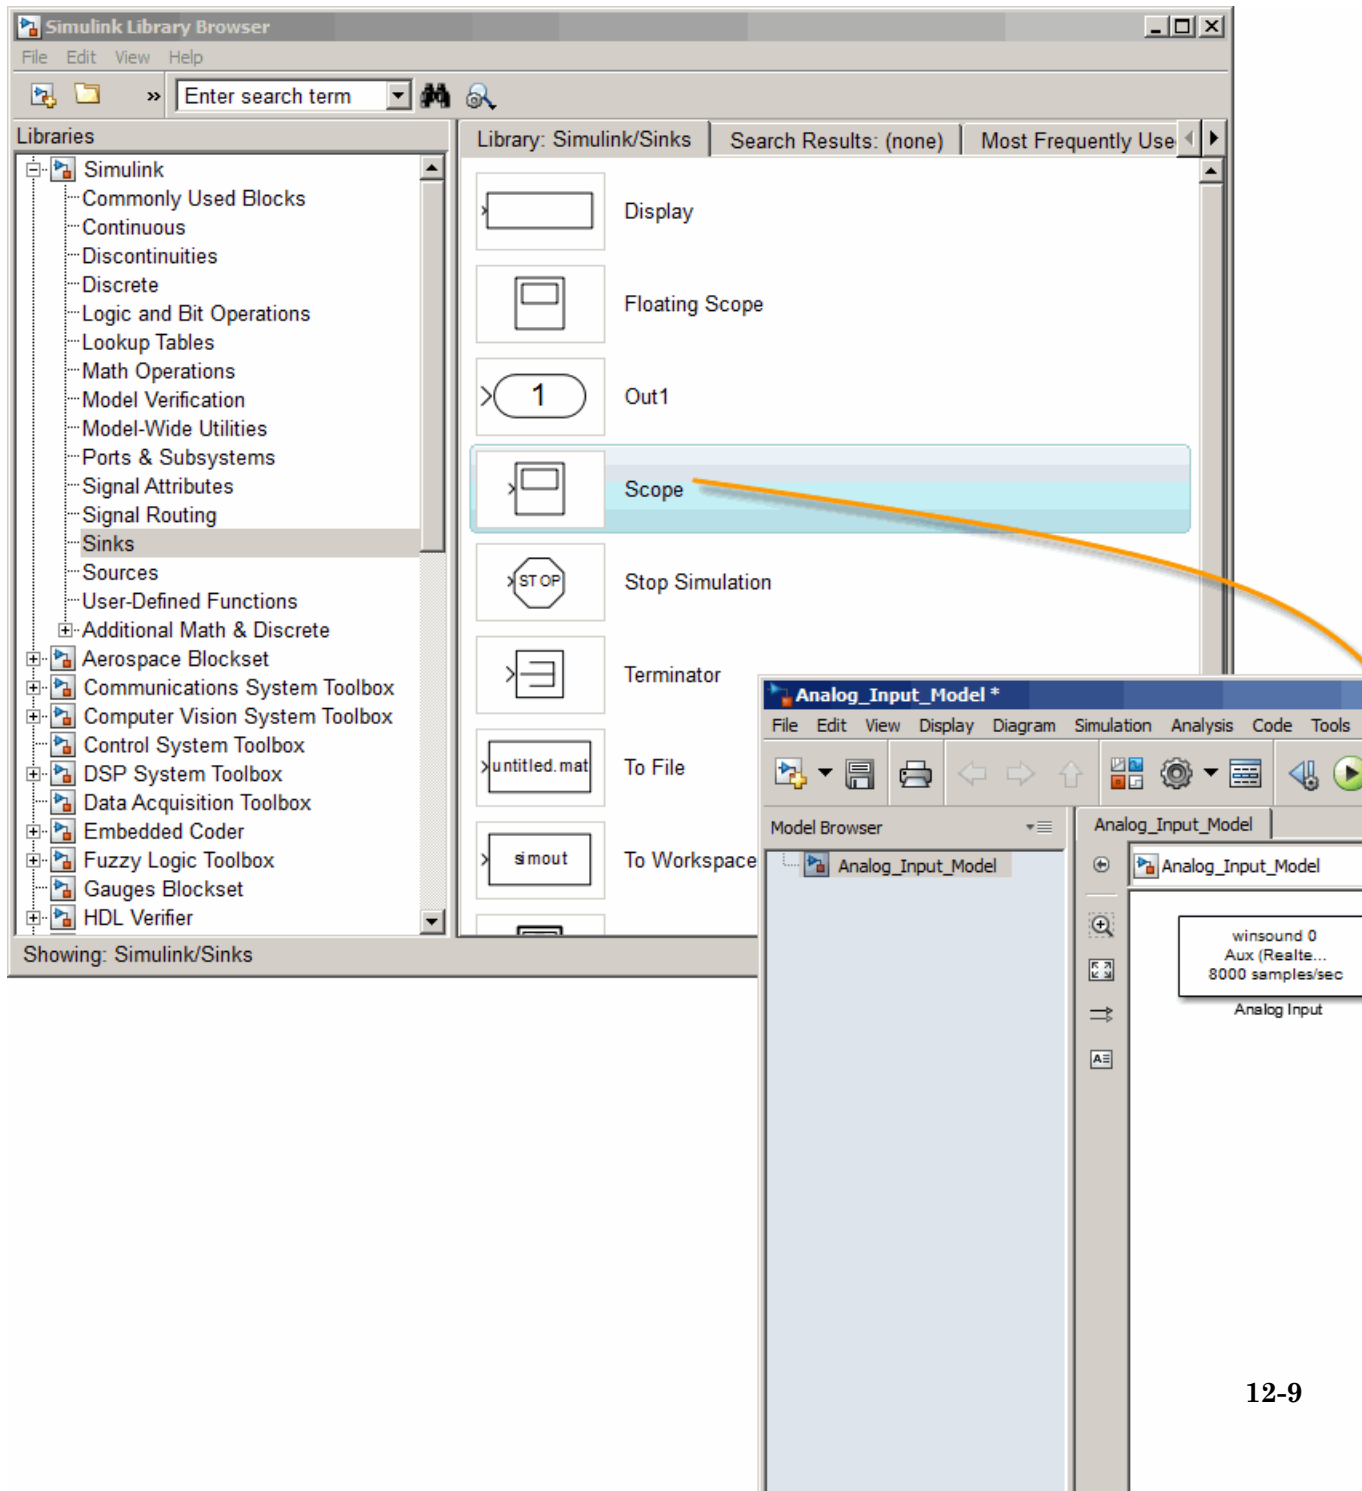 Simulink Library Browser
File Edit View Help
» Enter search term
Libraries
Library: Simulink/Sinks
Search Results: (none)
Most Frequently Use
Simulink
Commonly Used Blocks
Continuous
Discontinuities
Discrete
Logic and Bit Operations
Lookup Tables
Math Operations
Model Verification
Model-Wide Utilities
Ports & Subsystems
Signal Attributes
Signal Routing
Sinks
Sources
User-Defined Functions
Additional Math & Discrete
Aerospace Blockset
Communications System Toolbox
Computer Vision System Toolbox
Control System Toolbox
DSP System Toolbox
Data Acquisition Toolbox
Embedded Coder
Fuzzy Logic Toolbox
Gauges Blockset
HDL Verifier
Display
Floating Scope
1
Out1
Scope
STOP
Stop Simulation
Terminator
untitled.mat
To File
simout
To Workspace
Showing: Simulink/Sinks
Analog_Input_Model *
File Edit View Display Diagram Simulation Analysis Code Tools
Model Browser
Analog_Input_Model
Analog_Input_Model
Analog_Input_Model
winsound 0
Aux (Realte...
8000 samples/sec
Analog Input
12-9